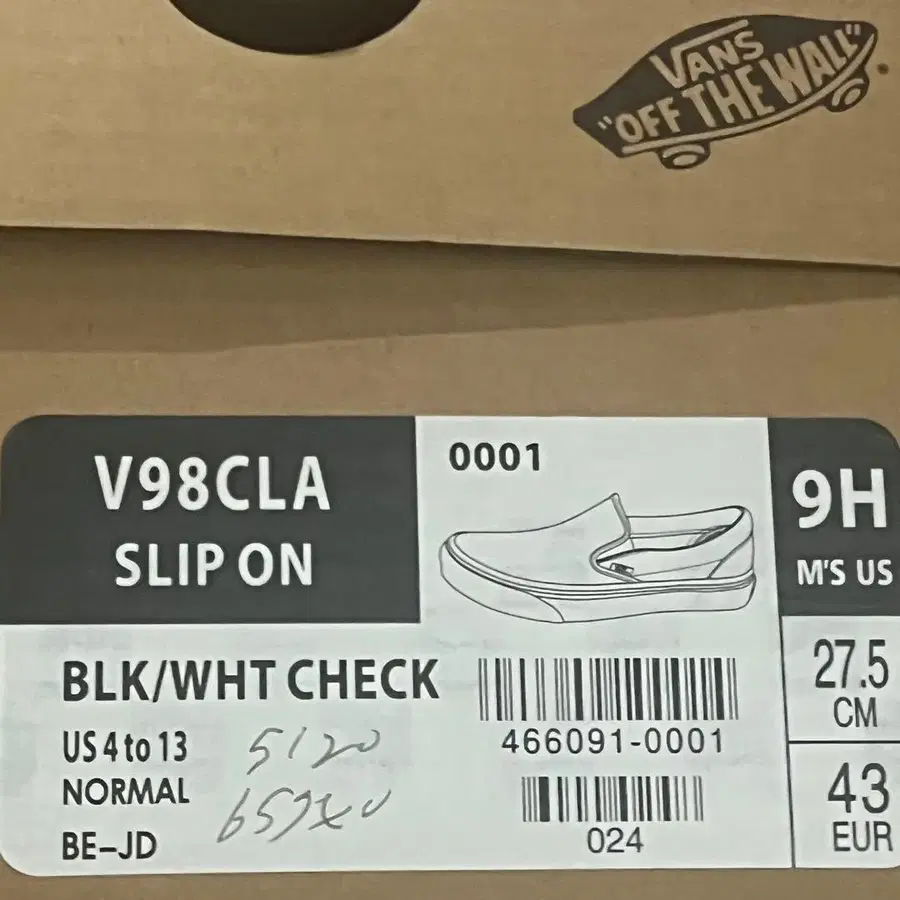 VANS
"OFF THE WALL"
V98CLA
SLIP ON
0001
9H
M'S US
BLK/WHT CHECK
US 4 to 13
NORMAL
BE-JD
5120
466091-0001
024
27.5
CM
43
EUR